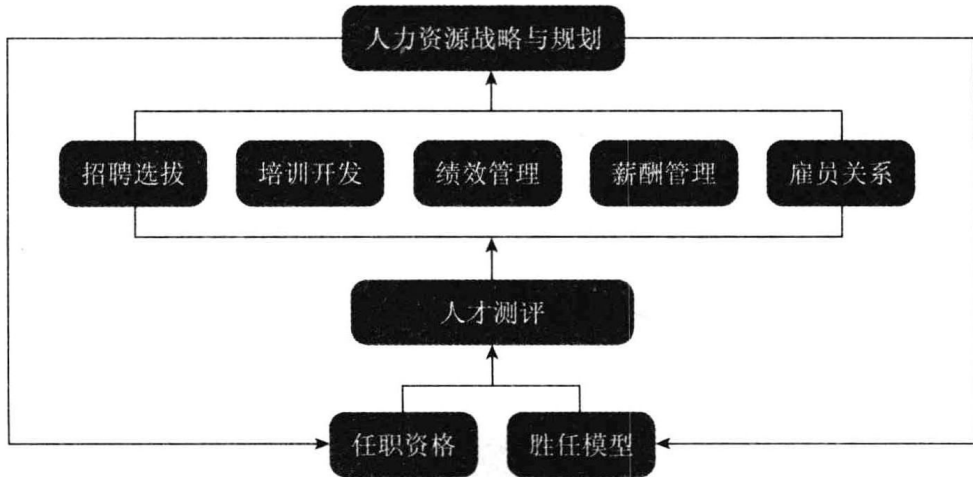 人力资源战略与规划
招聘选拔 培训开发 绩效管理 薪酬管理 雇员关系
人才测评
任职资格 胜任模型